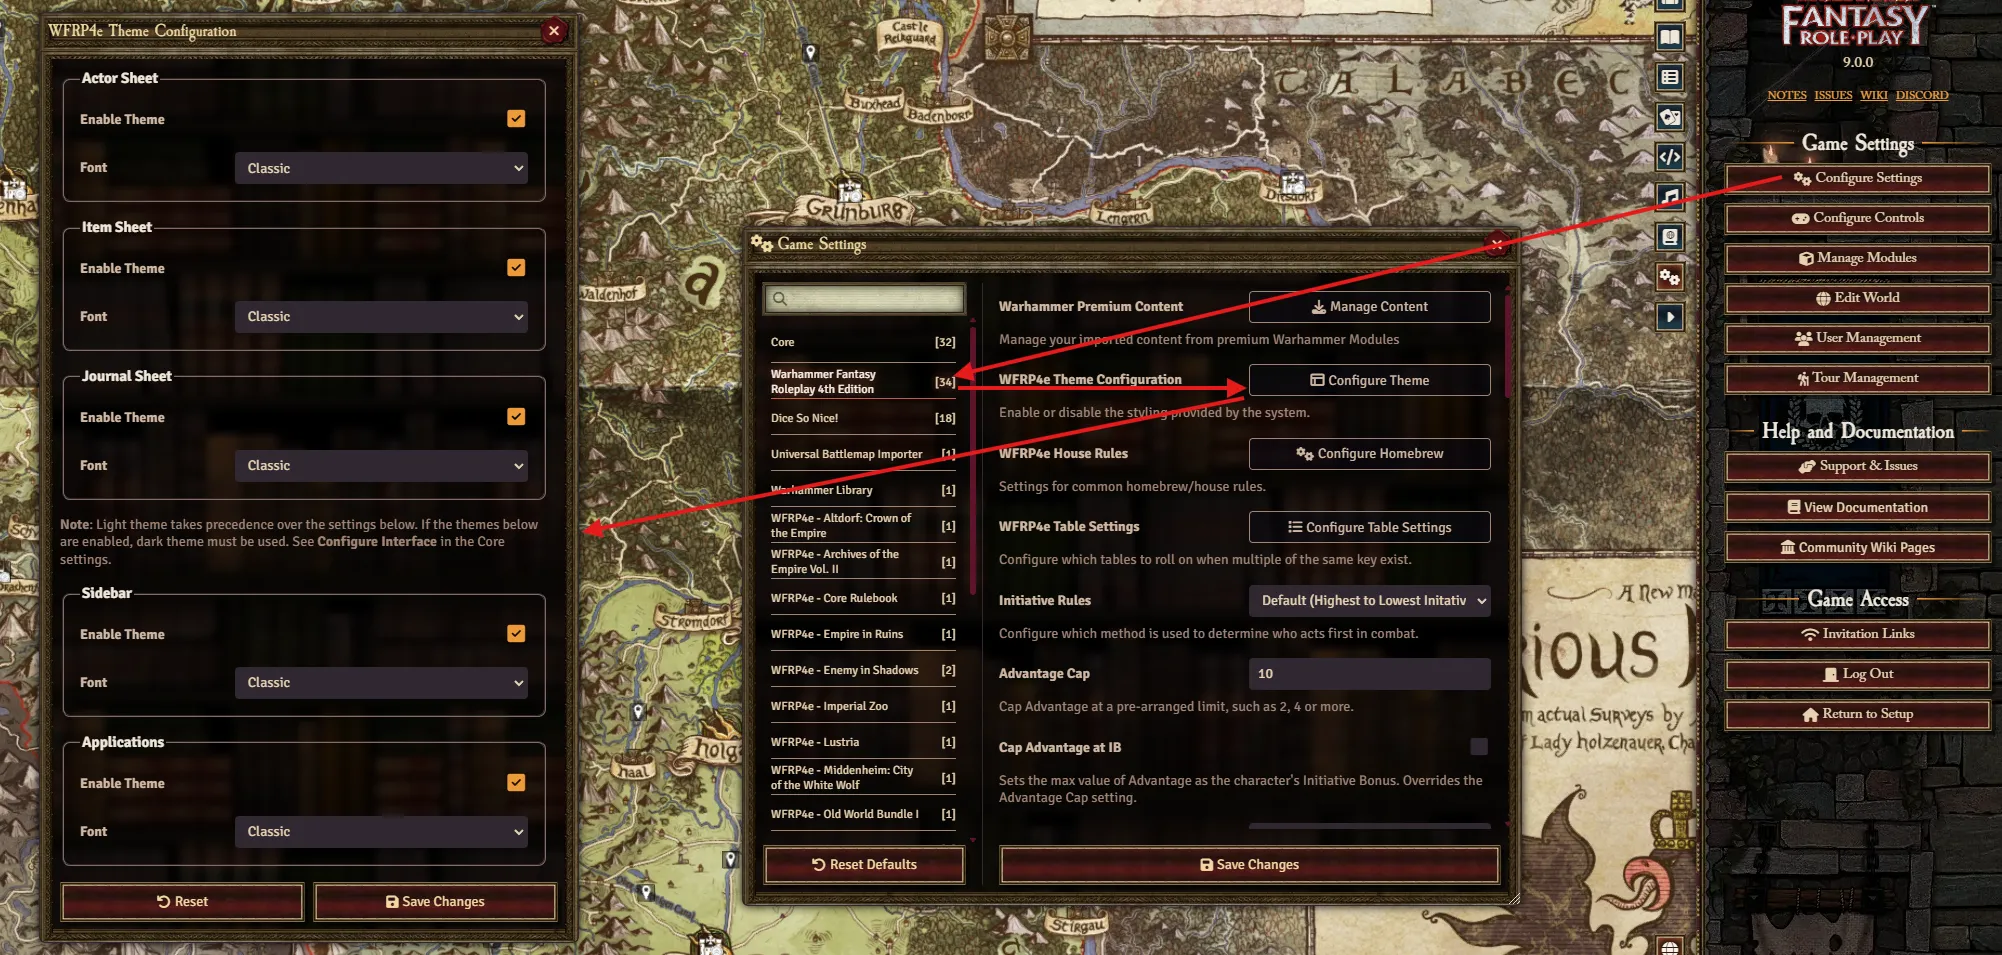 WFRP4e Theme Configuration
Actor Sheet
Enable Theme
Font
Classic
Item Sheet
Enable Theme
Font
Classic
Journal Sheet
Enable Theme
Font
Classic
Note: Light theme takes precedence over the settings below. If the themes below
are enabled, dark theme must be used. See Configure Interface in the Core
settings.
Sidebar
Enable Theme
Font
Classic
Applications
Enable Theme
Font
Classic
Reset
Save Changes
Castle
Reikguard
Buxhead
Badenborn
TALABEC
GRÜNBURG
Lengern
Diesdorf
Waldenhof
a
Stromdorf
Naal
Stirgau
Game Settings
Core [32]
Warhammer Fantasy
Roleplay 4th Edition [34]
Dice So Nice! [18]
Universal Battlemap Importer [1]
Warhammer Library [1]
WFRP4e - Altdorf: Crown of
the Empire [1]
WFRP4e - Archives of the
Empire Vol. II [1]
WFRP4e - Core Rulebook [1]
WFRP4e - Empire in Ruins [1]
WFRP4e - Enemy in Shadows [2]
WFRP4e - Imperial Zoo [1]
WFRP4e - Lustria [1]
WFRP4e - Middenheim: City
of the White Wolf [1]
WFRP4e - Old World Bundle I [1]
Reset Defaults
Warhammer Premium Content
Manage Content
Manage your imported content from premium Warhammer Modules
WFRP4e Theme Configuration
Configure Theme
Enable or disable the styling provided by the system.
WFRP4e House Rules
Configure Homebrew
Settings for common homebrew/house rules.
WFRP4e Table Settings
Configure Table Settings
Configure which tables to roll on when multiple of the same key exist.
Initiative Rules
Default (Highest to Lowest Initiativ
Configure which method is used to determine who acts first in combat.
Advantage Cap
10
Cap Advantage at a pre-arranged limit, such as 2, 4 or more.
Cap Advantage at IB
Sets the max value of Advantage as the character's Initiative Bonus. Overrides the
Advantage Cap setting.
Save Changes
A New M
ious
m actual Surveys by
f Lady holzenauer, Cha
FANTASY
ROLE·PLAY
9.0.0
NOTES ISSUES WIKI DISCORD
Game Settings
Configure Settings
Configure Controls
Manage Modules
Edit World
User Management
Tour Management
Help and Documentation
Support & Issues
View Documentation
Community Wiki Pages
Game Access
Invitation Links
Log Out
Return to Setup